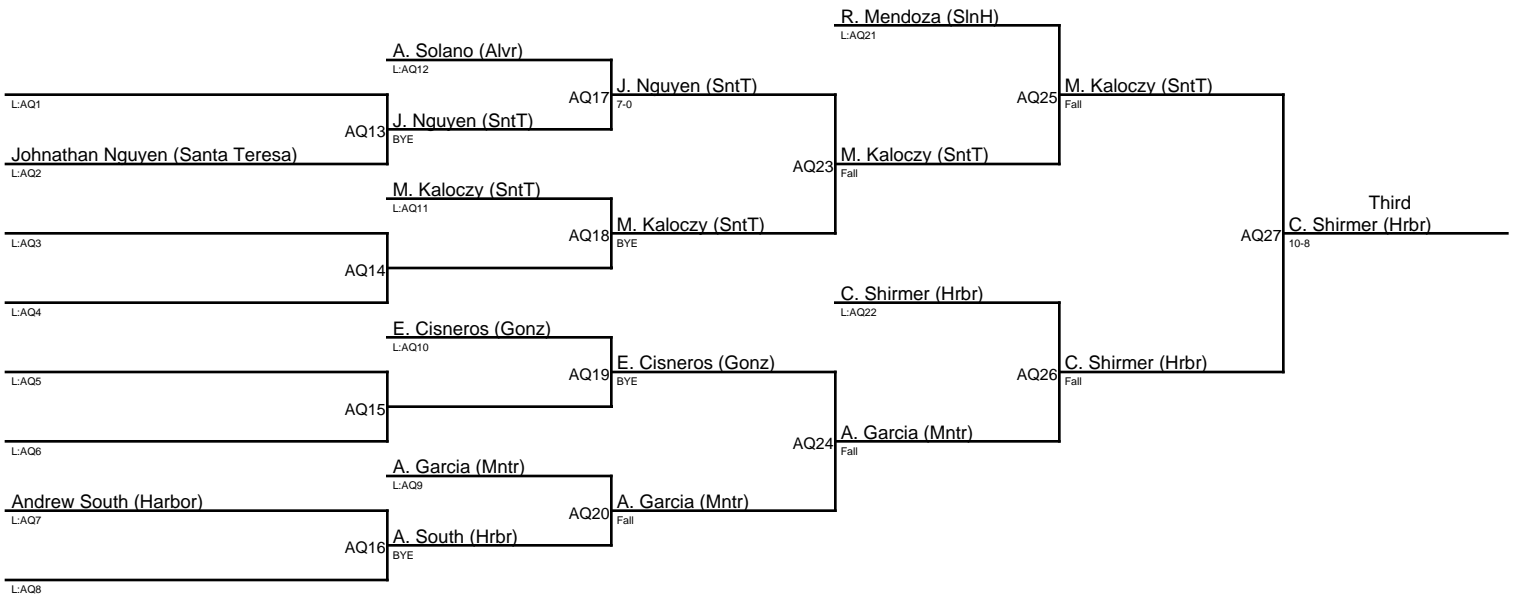 R. Mendoza (SlnH)
L:AQ21
A. Solano (Alvr)
L:AQ12
AQ17
J. Nguyen (SntT)
7-0
AQ25
M. Kaloczy (SntT)
Fall
L:AQ1
AQ13
J. Nguyen (SntT)
BYE
Johnathan Nguyen (Santa Teresa)
L:AQ2
AQ23
M. Kaloczy (SntT)
Fall
M. Kaloczy (SntT)
L:AQ11
AQ18
M. Kaloczy (SntT)
BYE
L:AQ3
AQ14
L:AQ4
AQ27
Third
C. Shirmer (Hrbr)
10-8
C. Shirmer (Hrbr)
L:AQ22
E. Cisneros (Gonz)
L:AQ10
AQ19
E. Cisneros (Gonz)
BYE
AQ26
C. Shirmer (Hrbr)
Fall
L:AQ5
AQ15
L:AQ6
AQ24
A. Garcia (Mntr)
Fall
A. Garcia (Mntr)
L:AQ9
AQ20
A. Garcia (Mntr)
Fall
Andrew South (Harbor)
L:AQ7
AQ16
A. South (Hrbr)
BYE
L:AQ8